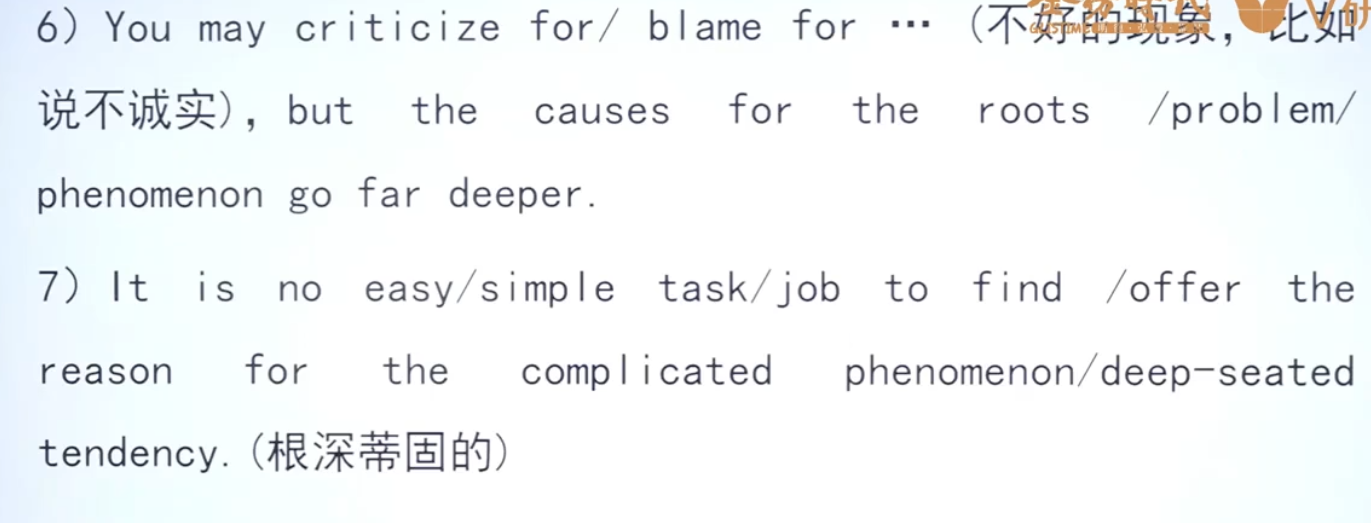 6) You may criticize for/ blame for … (不好的现象, 比如
说不诚实), but the causes for the roots /problem/
phenomenon go far deeper.
7) It is no easy/simple task/job to find /offer the
reason for the complicated phenomenon/deep-seated
tendency. (根深蒂固的)